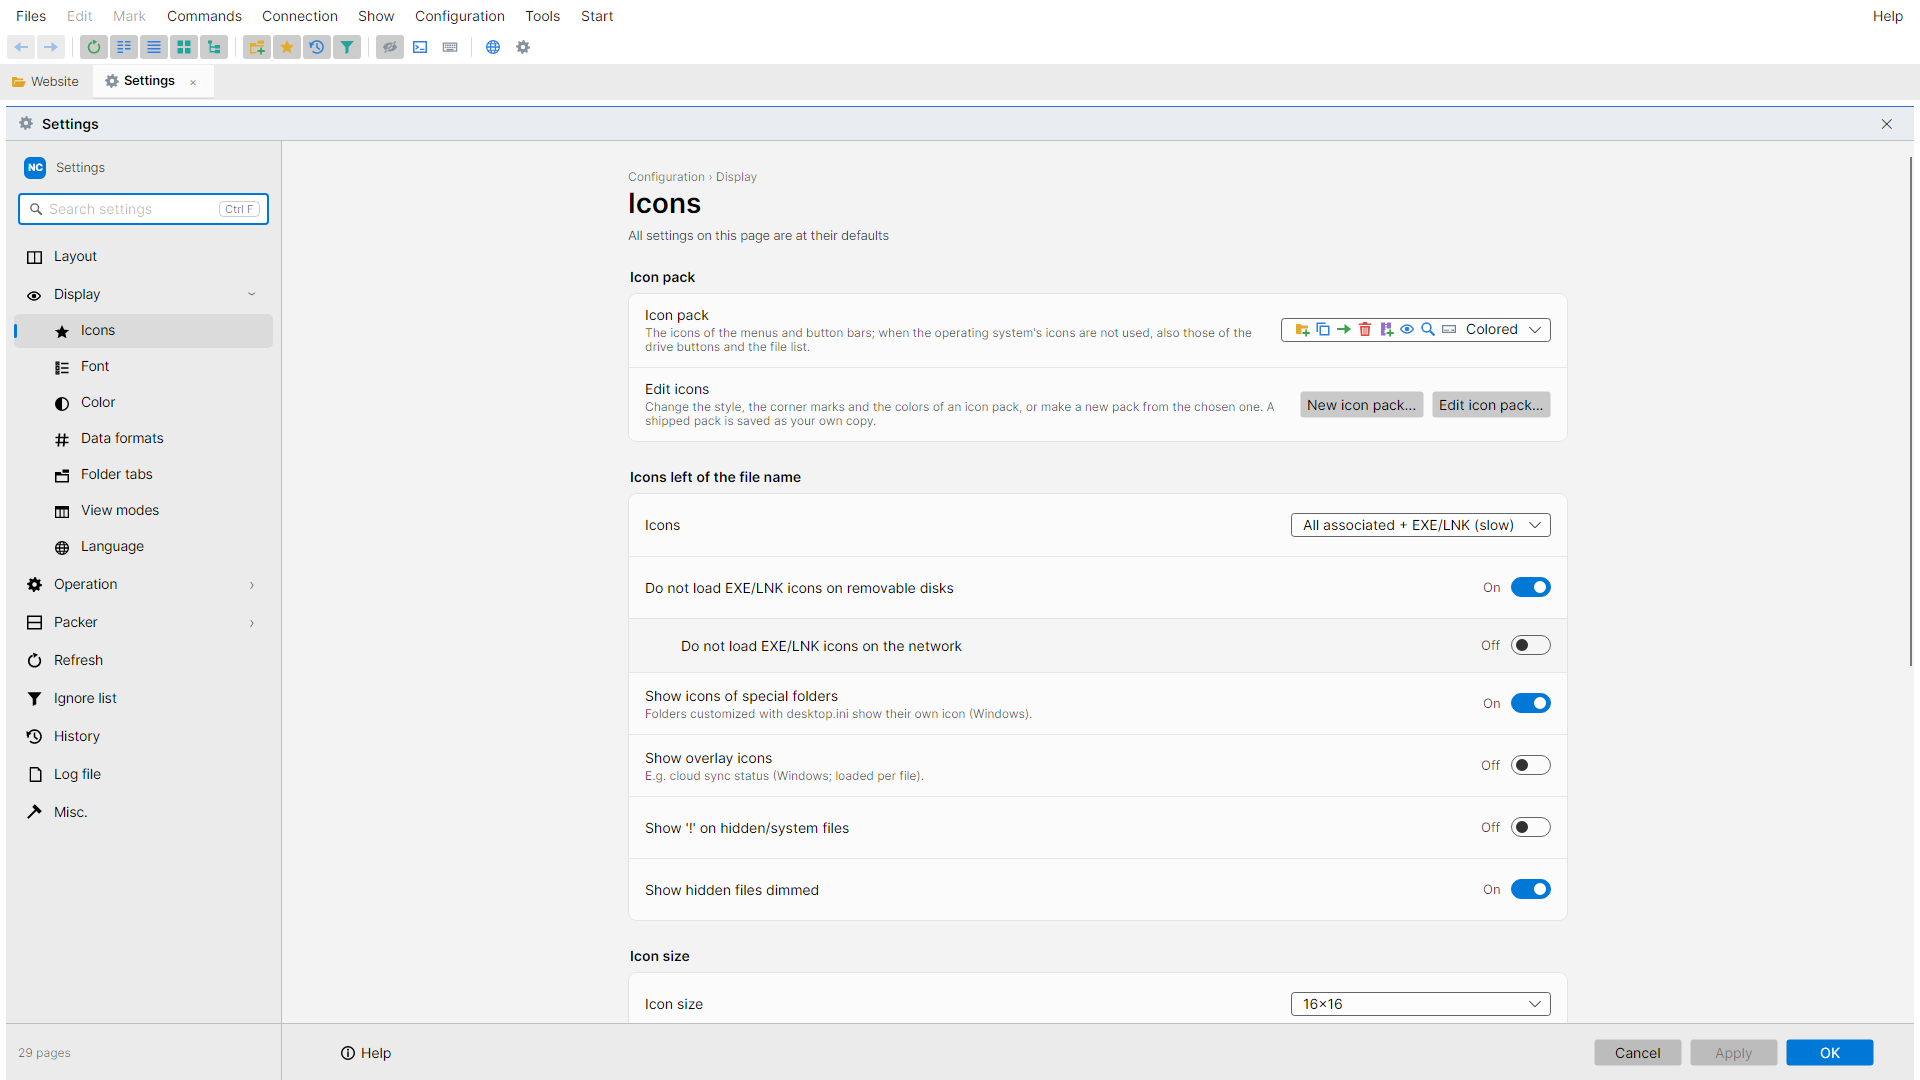 Files Edit Mark Commands Connection Show Configuration Tools Start Help
Website Settings ×
Settings
NC Settings
Search settings Ctrl F
Layout
Display
Icons
Font
Color
Data formats
Folder tabs
View modes
Language
Operation
Packer
Refresh
Ignore list
History
Log file
Misc.
29 pages
Configuration › Display
Icons
All settings on this page are at their defaults
Icon pack
Icon pack
The icons of the menus and button bars; when the operating system's icons are not used, also those of the
drive buttons and the file list.
Colored
Edit icons
Change the style, the corner marks and the colors of an icon pack, or make a new pack from the chosen one. A
shipped pack is saved as your own copy.
New icon pack... Edit icon pack...
Icons left of the file name
Icons All associated + EXE/LNK (slow)
Do not load EXE/LNK icons on removable disks On
Do not load EXE/LNK icons on the network Off
Show icons of special folders On
Folders customized with desktop.ini show their own icon (Windows).
Show overlay icons Off
E.g. cloud sync status (Windows; loaded per file).
Show '!' on hidden/system files Off
Show hidden files dimmed On
Icon size
Icon size 16×16
Help Cancel Apply OK